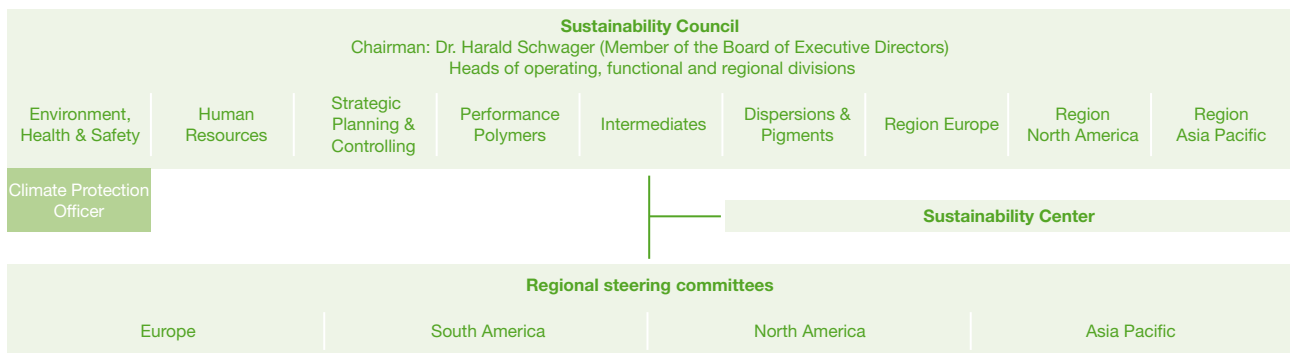 Sustainability Council
Chairman: Dr. Harald Schwager (Member of the Board of Executive Directors)
Heads of operating, functional and regional divisions
Environment,
Health & Safety
Human
Resources
Strategic
Planning &
Controlling
Performance
Polymers
Intermediates
Dispersions &
Pigments
Region Europe
Region
North America
Region
Asia Pacific
Climate Protection
Officer
Sustainability Center
Regional steering committees
Europe
South America
North America
Asia Pacific